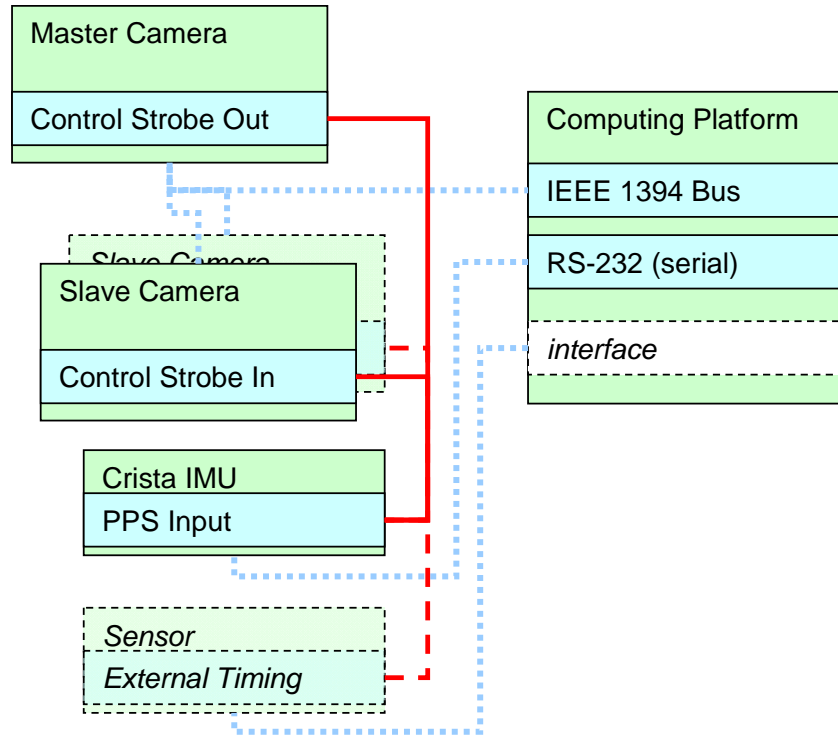 Master Camera
Control Strobe Out
Computing Platform
IEEE 1394 Bus
RS-232 (serial)
interface
Slave Camera
Slave Camera
Control Strobe In
Crista IMU
PPS Input
Sensor
External Timing